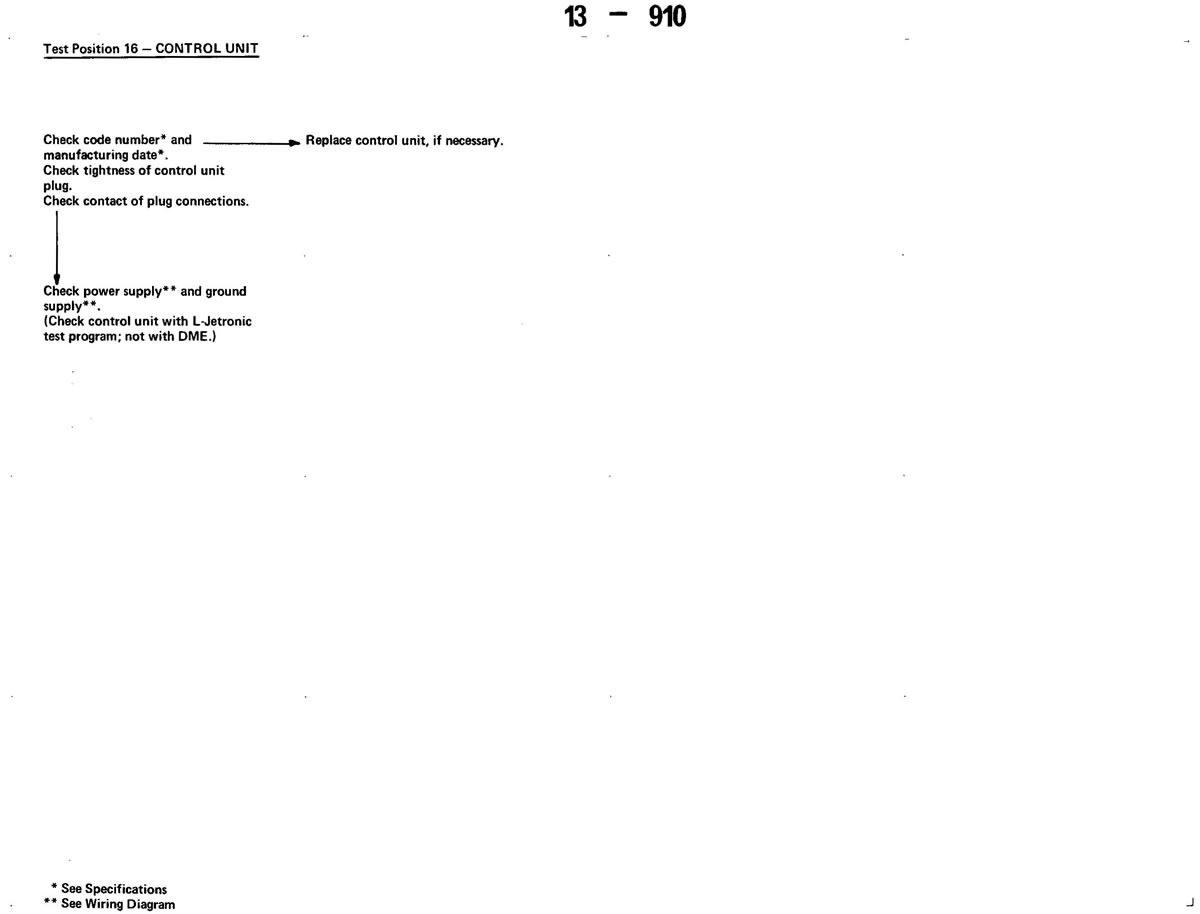 13 – 910
Test Position 16 – CONTROL UNIT
Check code number* and
manufacturing date*.
Check tightness of control unit
plug.
Check contact of plug connections.
Replace control unit, if necessary.
Check power supply** and ground
supply**.
(Check control unit with L-Jetronic
test program; not with DME.)
* See Specifications
** See Wiring Diagram